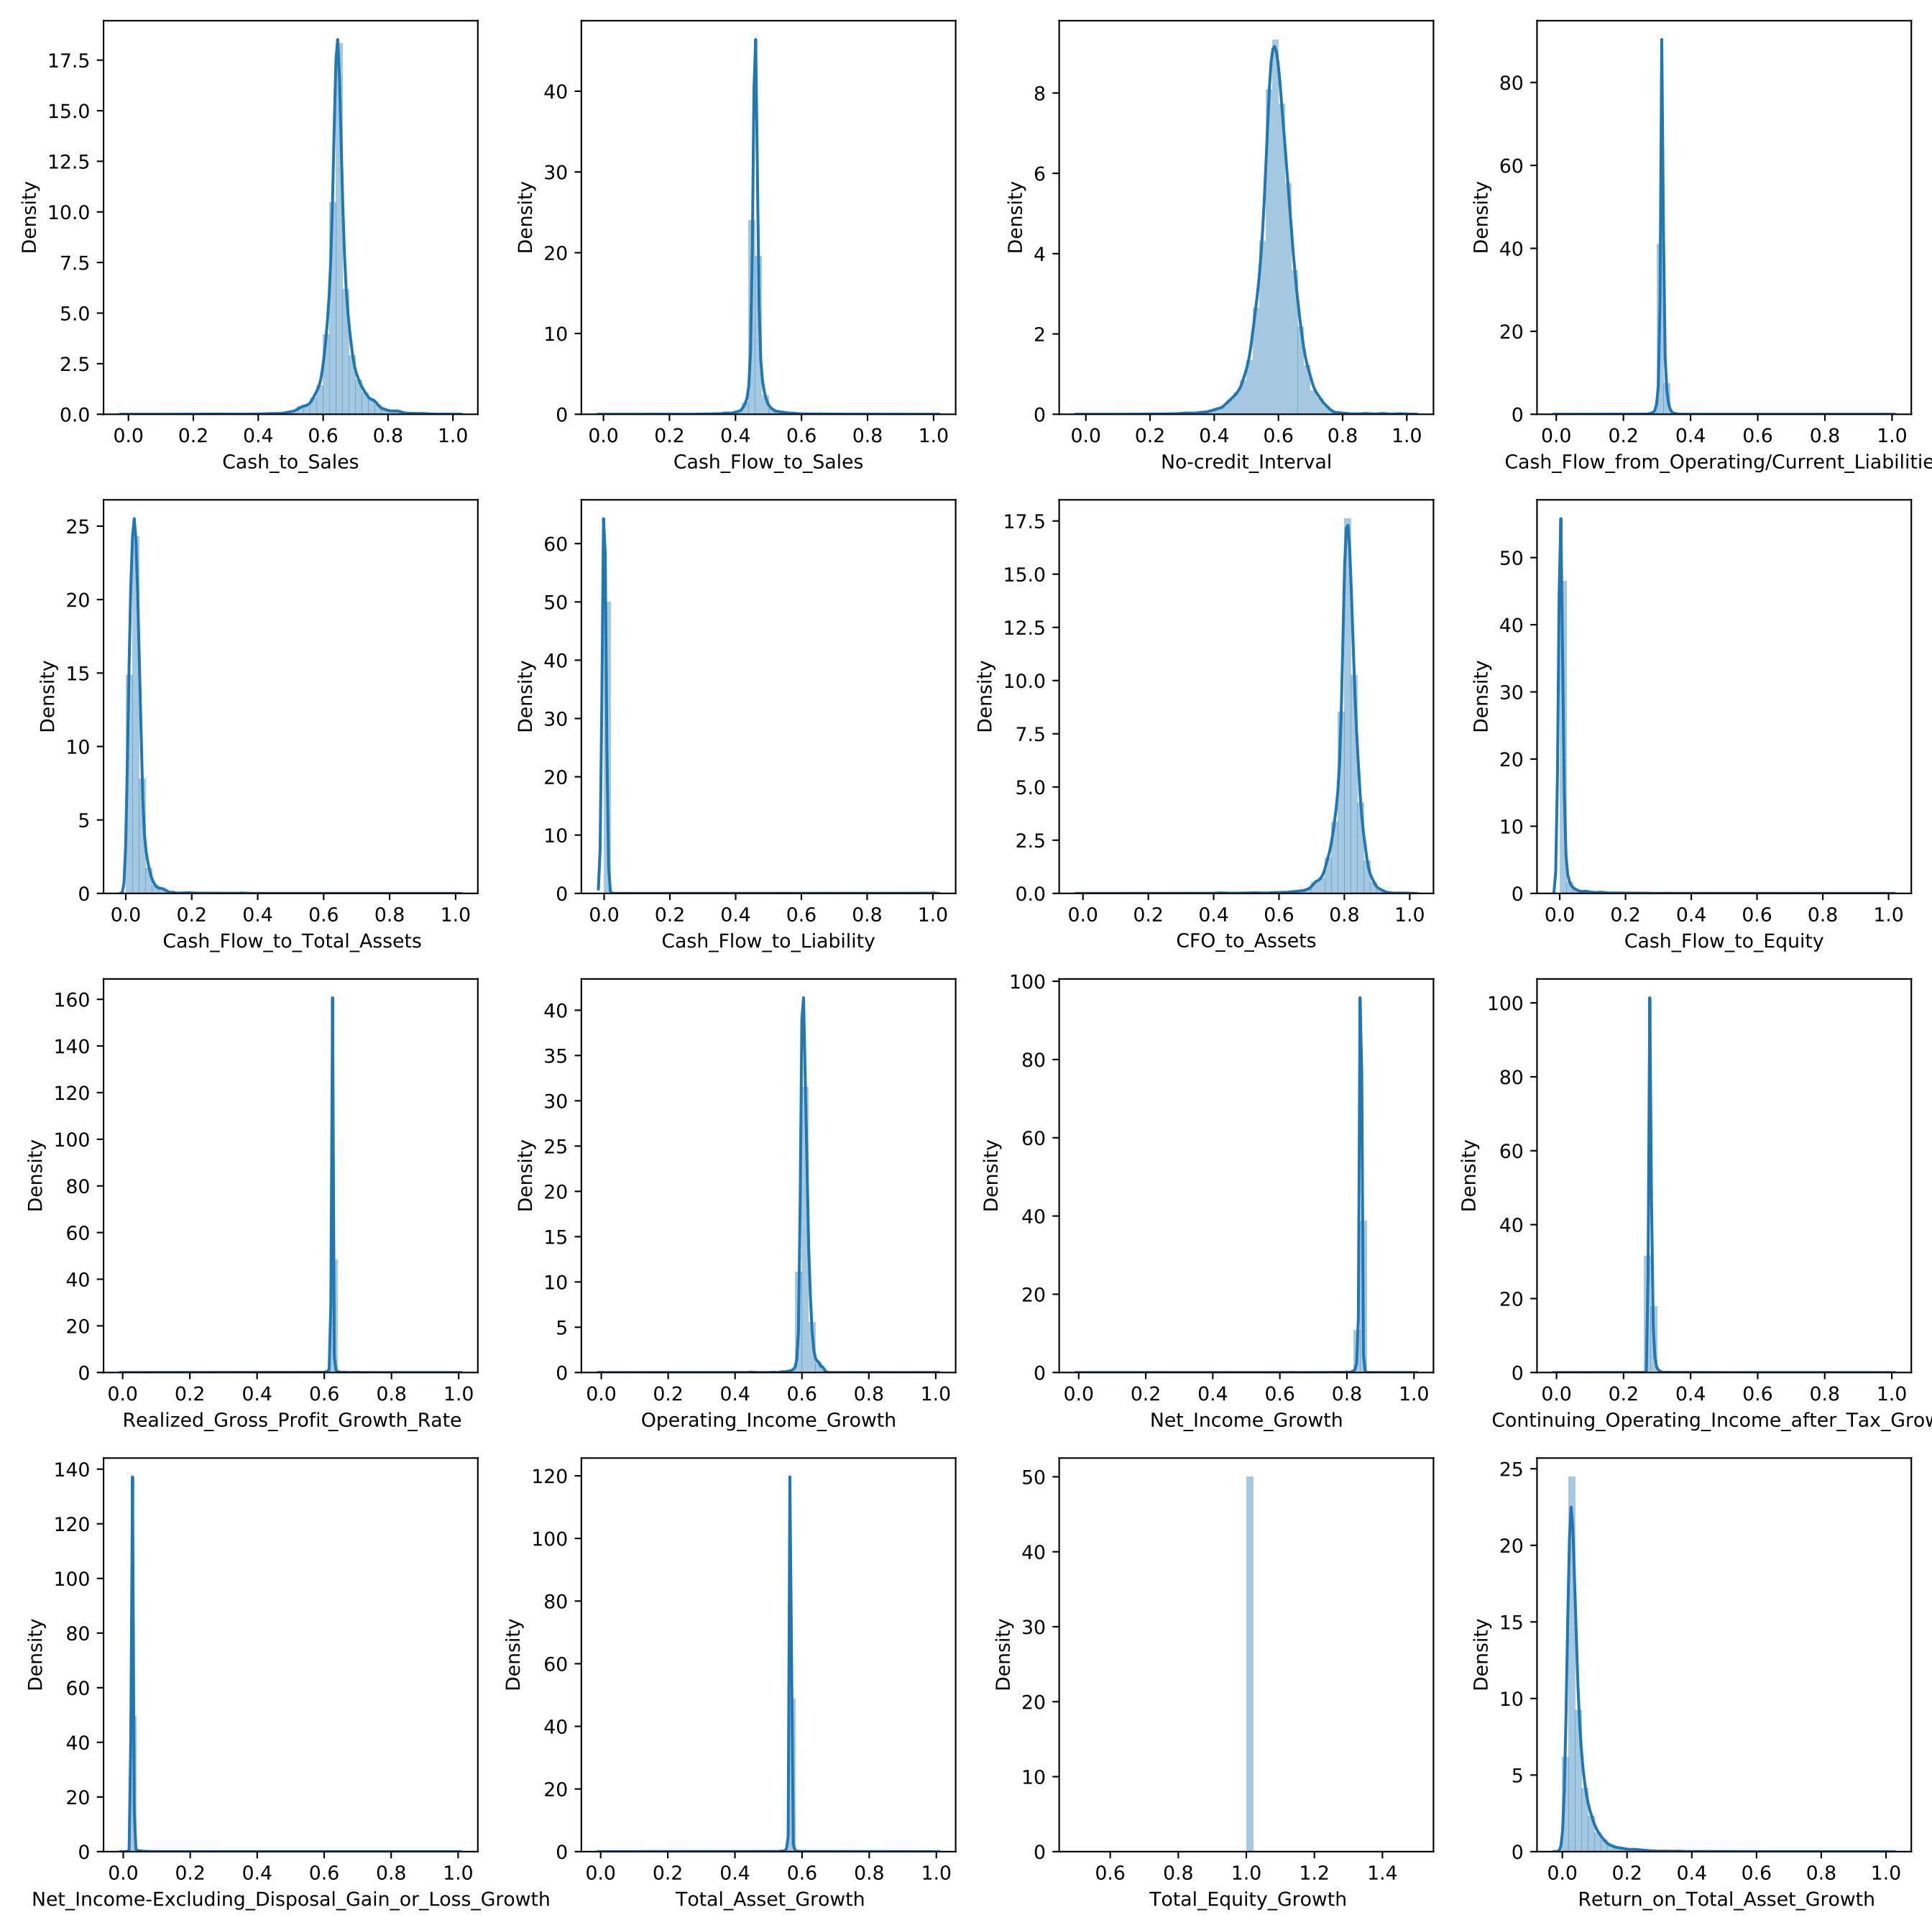 Density
17.5
15.0
12.5
10.0
7.5
5.0
2.5
0.0
0.0 0.2 0.4 0.6 0.8 1.0
Cash_to_Sales
Density
40
30
20
10
0
0.0 0.2 0.4 0.6 0.8 1.0
Cash_Flow_to_Sales
Density
8
6
4
2
0
0.0 0.2 0.4 0.6 0.8 1.0
No-credit_Interval
Density
80
60
40
20
0
0.0 0.2 0.4 0.6 0.8 1.0
Cash_Flow_from_Operating/Current_Liabilitie
Density
25
20
15
10
5
0
0.0 0.2 0.4 0.6 0.8 1.0
Cash_Flow_to_Total_Assets
Density
60
50
40
30
20
10
0
0.0 0.2 0.4 0.6 0.8 1.0
Cash_Flow_to_Liability
Density
17.5
15.0
12.5
10.0
7.5
5.0
2.5
0.0
0.0 0.2 0.4 0.6 0.8 1.0
CFO_to_Assets
Density
50
40
30
20
10
0
0.0 0.2 0.4 0.6 0.8 1.0
Cash_Flow_to_Equity
Density
160
140
120
100
80
60
40
20
0
0.0 0.2 0.4 0.6 0.8 1.0
Realized_Gross_Profit_Growth_Rate
Density
40
35
30
25
20
15
10
5
0
0.0 0.2 0.4 0.6 0.8 1.0
Operating_Income_Growth
Density
100
80
60
40
20
0
0.0 0.2 0.4 0.6 0.8 1.0
Net_Income_Growth
Density
100
80
60
40
20
0
0.0 0.2 0.4 0.6 0.8 1.0
Continuing_Operating_Income_after_Tax_Grow
Density
140
120
100
80
60
40
20
0
0.0 0.2 0.4 0.6 0.8 1.0
Net_Income-Excluding_Disposal_Gain_or_Loss_Growth
Density
120
100
80
60
40
20
0
0.0 0.2 0.4 0.6 0.8 1.0
Total_Asset_Growth
Density
50
40
30
20
10
0
0.6 0.8 1.0 1.2 1.4
Total_Equity_Growth
Density
25
20
15
10
5
0
0.0 0.2 0.4 0.6 0.8 1.0
Return_on_Total_Asset_Growth